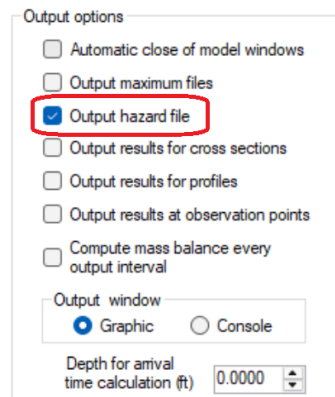 Output options
Automatic close of model windows
Output maximum files
Output hazard file
Output results for cross sections
Output results for profiles
Output results at observation points
Compute mass balance every
output interval
Output window
Graphic Console
Depth for arrival
time calculation (ft) 0.0000